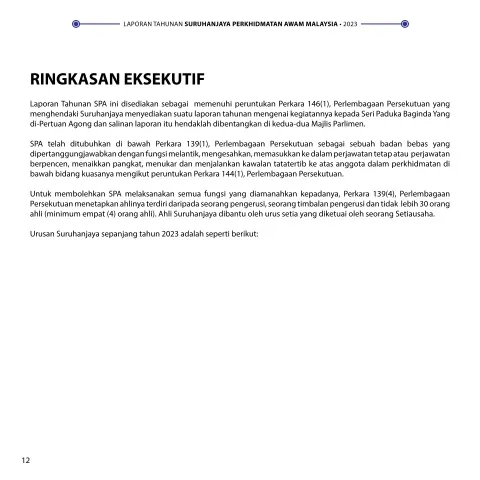 LAPORAN TAHUNAN SURUHANJAYA PERKHIDMATAN AWAM MALAYSIA • 2023
RINGKASAN EKSEKUTIF
Laporan Tahunan SPA ini disediakan sebagai memenuhi peruntukan Perkara 146(1), Perlembagaan Persekutuan yang
menghendaki Suruhanjaya menyediakan suatu laporan tahunan mengenai kegiatannya kepada Seri Paduka Baginda Yang
di-Pertuan Agong dan salinan laporan itu hendaklah dibentangkan di kedua-dua Majlis Parlimen.
SPA telah ditubuhkan di bawah Perkara 139(1), Perlembagaan Persekutuan sebagai sebuah badan bebas yang
dipertanggungjawabkan dengan fungsi melantik, mengesahkan, memasukkan ke dalam perjawatan tetap atau perjawatan
berpencen, menaikkan pangkat, menukar dan menjalankan kawalan tatatertib ke atas anggota dalam perkhidmatan di
bawah bidang kuasanya mengikut peruntukan Perkara 144(1), Perlembagaan Persekutuan.
Untuk membolehkan SPA melaksanakan semua fungsi yang diamanahkan kepadanya, Perkara 139(4), Perlembagaan
Persekutuan menetapkan ahlinya terdiri daripada seorang pengerusi, seorang timbalan pengerusi dan tidak lebih 30 orang
ahli (minimum empat (4) orang ahli). Ahli Suruhanjaya dibantu oleh urus setia yang diketuai oleh seorang Setiausaha.
Urusan Suruhanjaya sepanjang tahun 2023 adalah seperti berikut:
12